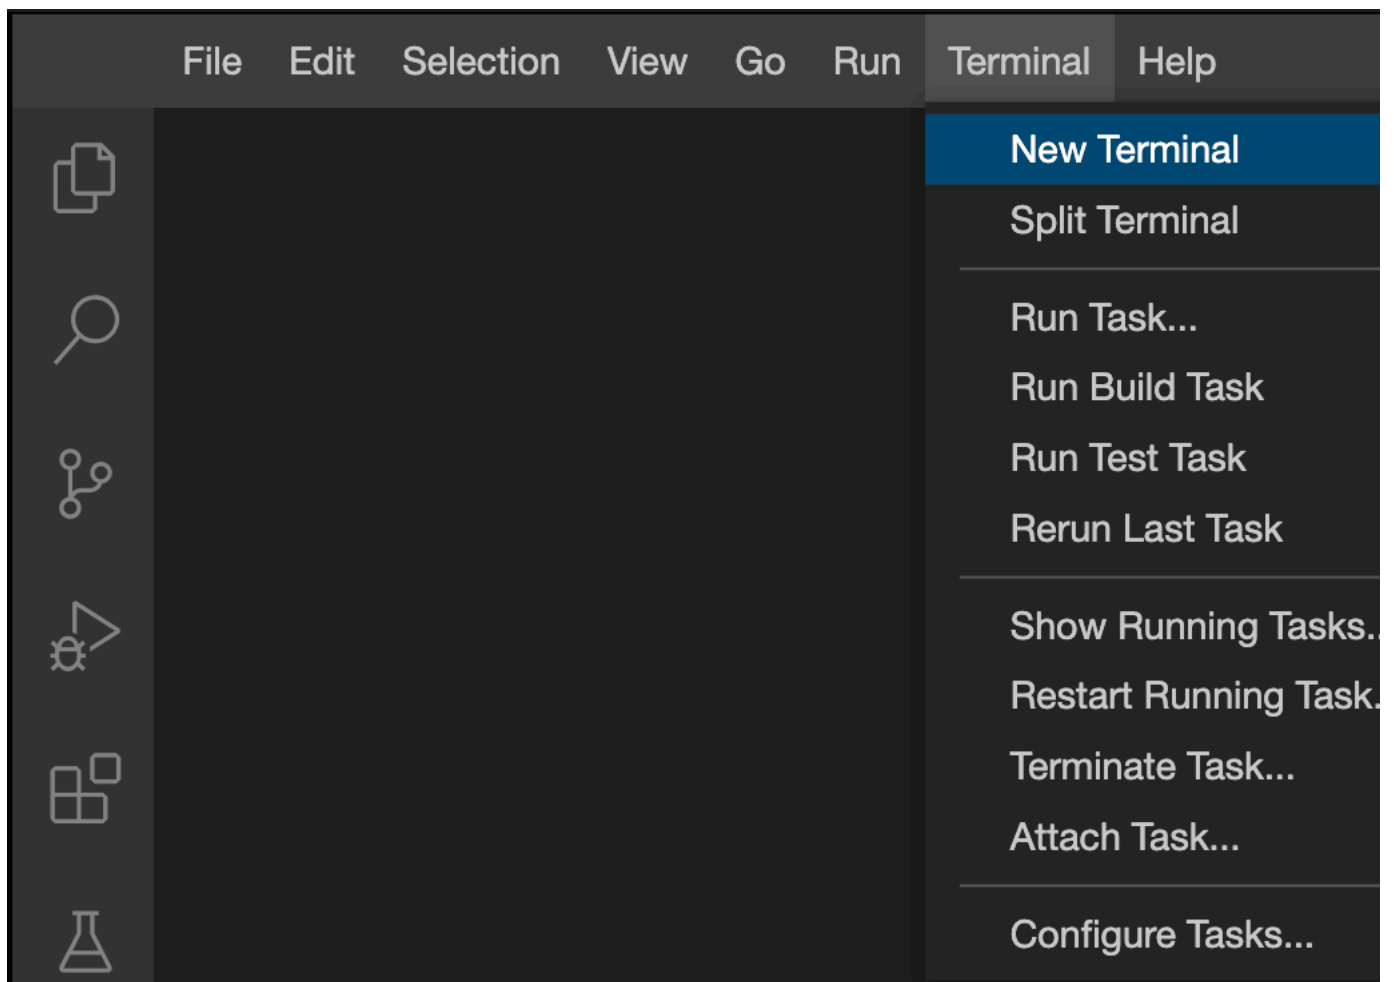 File Edit Selection View Go Run Terminal Help
New Terminal
Split Terminal
Run Task...
Run Build Task
Run Test Task
Rerun Last Task
Show Running Tasks..
Restart Running Task.
Terminate Task...
Attach Task...
Configure Tasks...